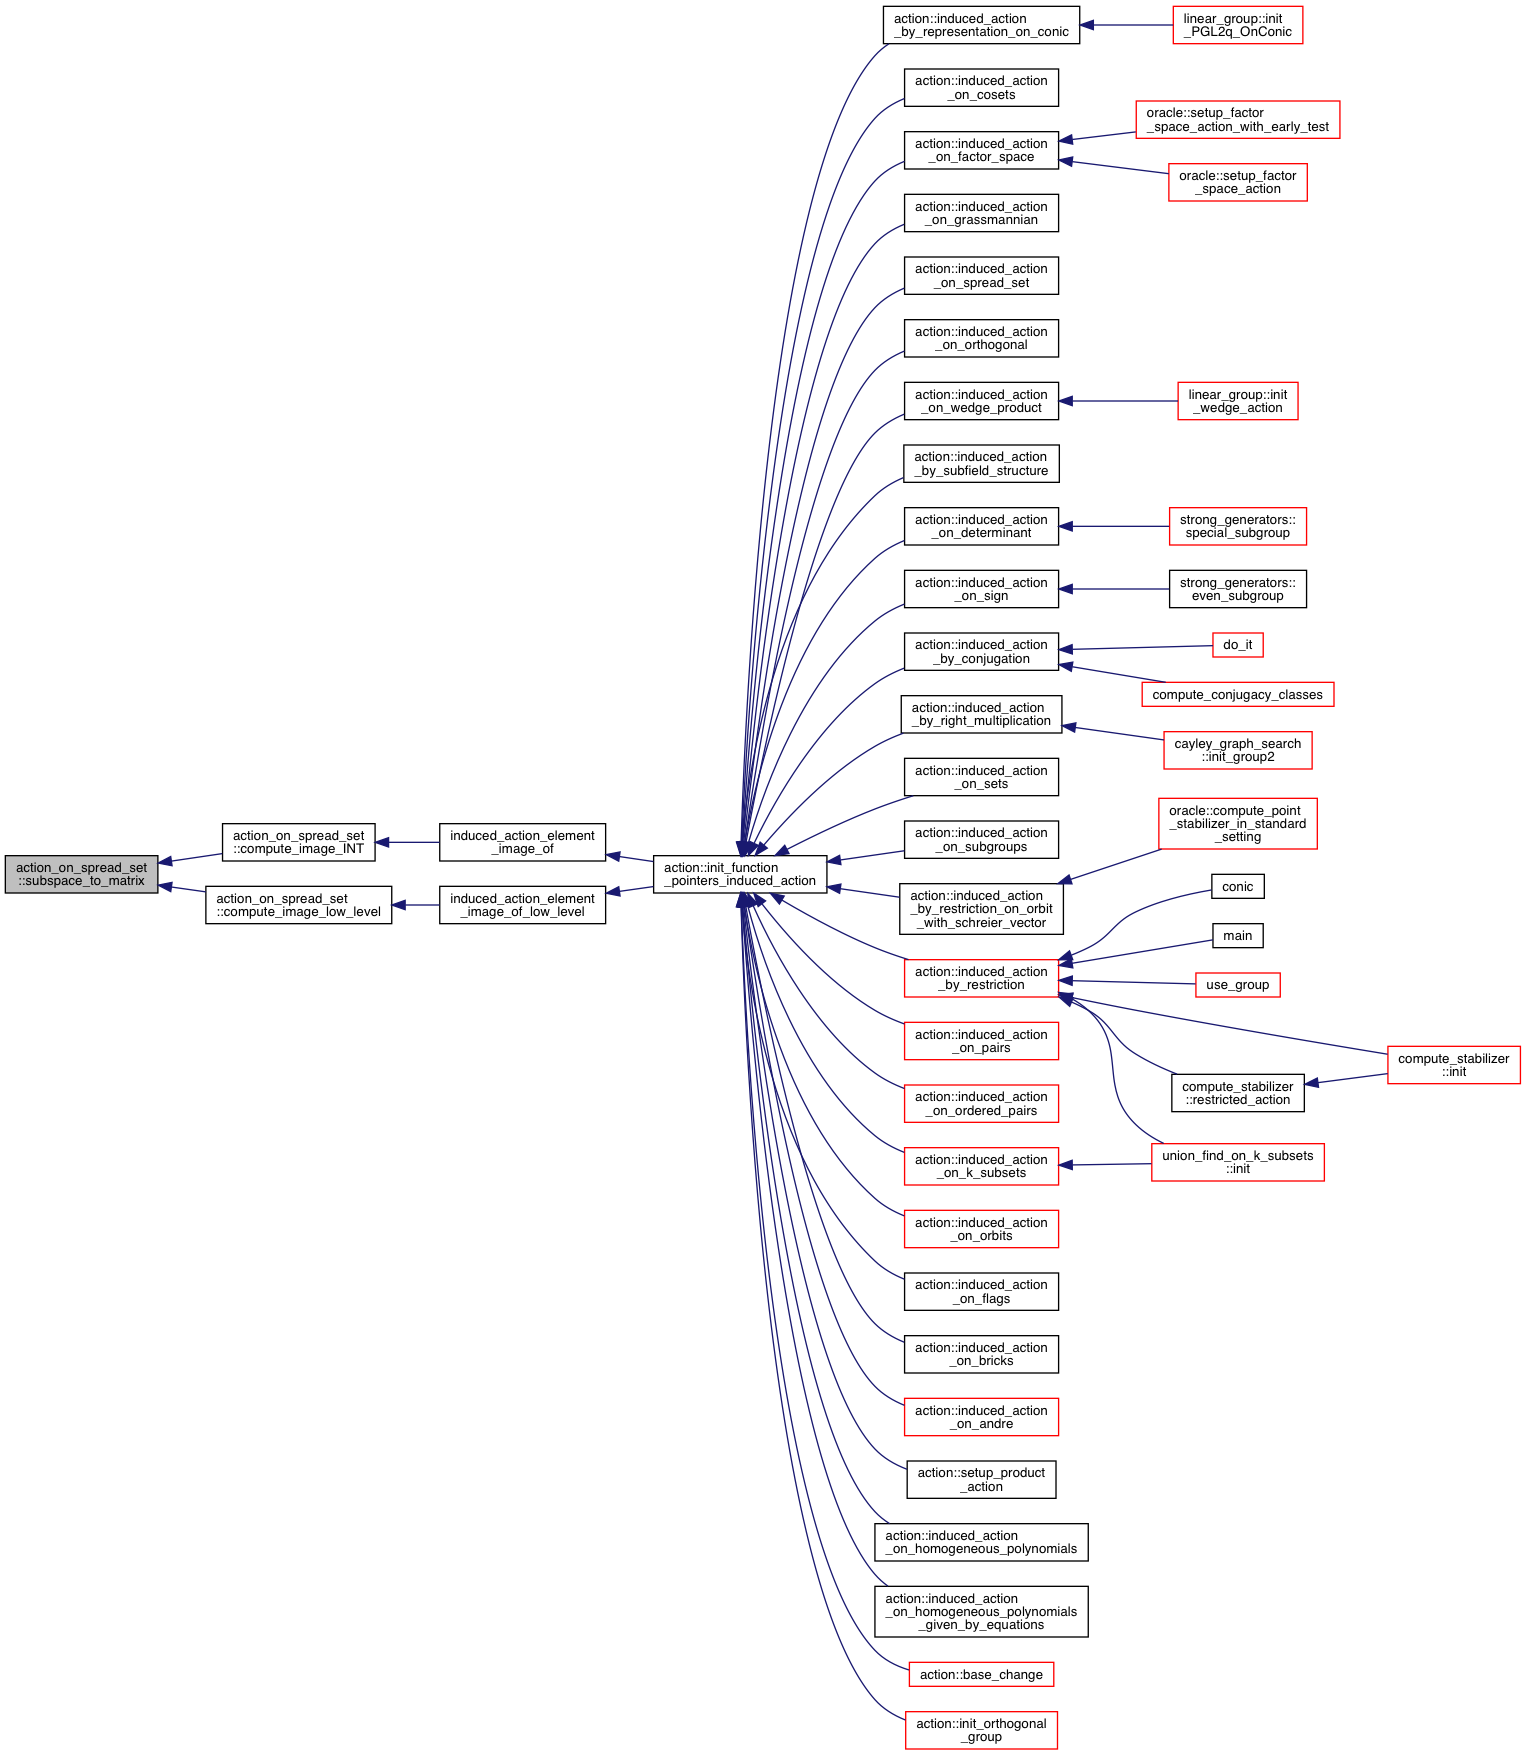 action_on_spread_set
::subspace_to_matrix
action_on_spread_set
::compute_image_INT
action_on_spread_set
::compute_image_low_level
induced_action_element
_image_of
induced_action_element
_image_of_low_level
action::init_function
_pointers_induced_action
action::induced_action
_by_representation_on_conic
linear_group::init
_PGL2q_OnConic
action::induced_action
_on_cosets
action::induced_action
_on_factor_space
oracle::setup_factor
_space_action_with_early_test
oracle::setup_factor
_space_action
action::induced_action
_on_grassmannian
action::induced_action
_on_spread_set
action::induced_action
_on_orthogonal
action::induced_action
_on_wedge_product
linear_group::init
_wedge_action
action::induced_action
_by_subfield_structure
action::induced_action
_on_determinant
strong_generators::
special_subgroup
action::induced_action
_on_sign
strong_generators::
even_subgroup
action::induced_action
_by_conjugation
do_it
compute_conjugacy_classes
action::induced_action
_by_right_multiplication
cayley_graph_search
::init_group2
action::induced_action
_on_sets
action::induced_action
_on_subgroups
action::induced_action
_by_restriction_on_orbit
_with_schreier_vector
oracle::compute_point
_stabilizer_in_standard
_setting
action::induced_action
_by_restriction
conic
main
use_group
compute_stabilizer
::restricted_action
compute_stabilizer
::init
union_find_on_k_subsets
::init
action::induced_action
_on_pairs
action::induced_action
_on_ordered_pairs
action::induced_action
_on_k_subsets
action::induced_action
_on_orbits
action::induced_action
_on_flags
action::induced_action
_on_bricks
action::induced_action
_on_andre
action::setup_product
_action
action::induced_action
_on_homogeneous_polynomials
action::induced_action
_on_homogeneous_polynomials
_given_by_equations
action::base_change
action::init_orthogonal
_group